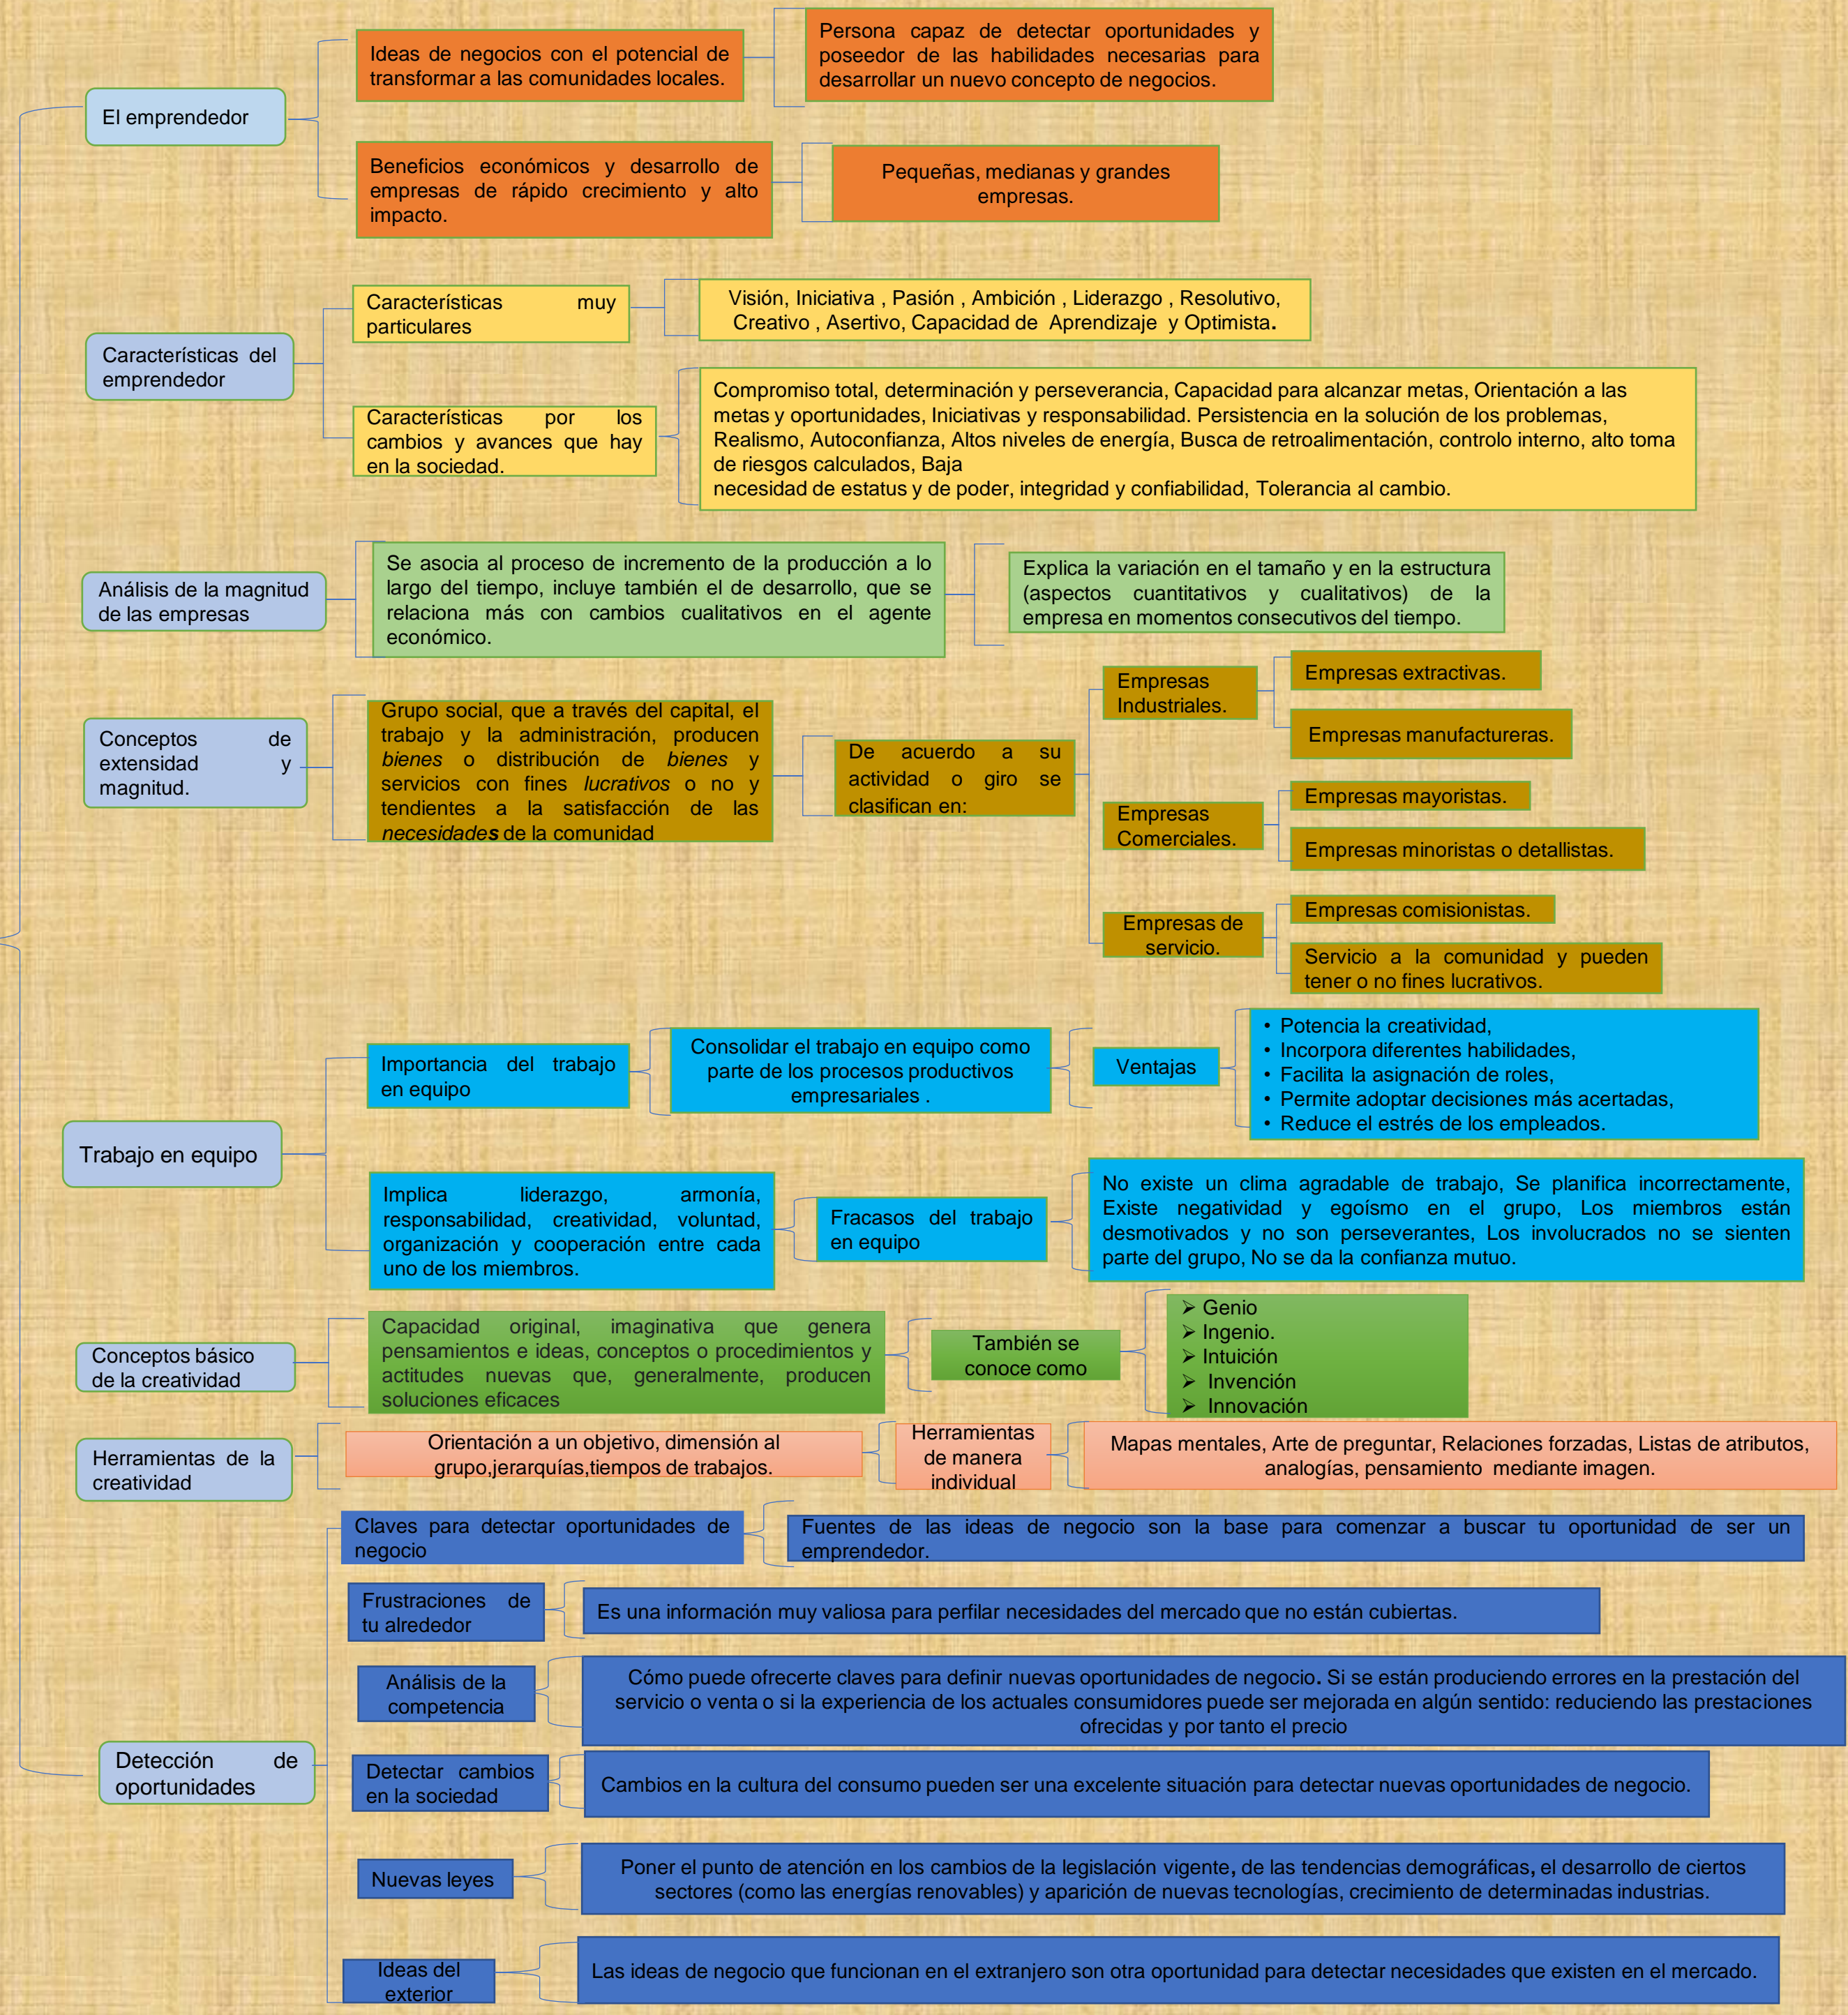 El emprendedor
Ideas de negocios con el potencial de
transformar a las comunidades locales.
Persona capaz de detectar oportunidades y
poseedor de las habilidades necesarias para
desarrollar un nuevo concepto de negocios.
Beneficios económicos y desarrollo de
empresas de rápido crecimiento y alto
impacto.
Pequeñas, medianas y grandes
empresas.
Características del
emprendedor
Características muy
particulares
Visión, Iniciativa , Pasión , Ambición , Liderazgo , Resolutivo,
Creativo , Asertivo, Capacidad de Aprendizaje y Optimista.
Características por los
cambios y avances que hay
en la sociedad.
Compromiso total, determinación y perseverancia, Capacidad para alcanzar metas, Orientación a las
metas y oportunidades, Iniciativas y responsabilidad. Persistencia en la solución de los problemas,
Realismo, Autoconfianza, Altos niveles de energía, Busca de retroalimentación, controlo interno, alto toma
de riesgos calculados, Baja
necesidad de estatus y de poder, integridad y confiabilidad, Tolerancia al cambio.
Análisis de la magnitud
de las empresas
Se asocia al proceso de incremento de la producción a lo
largo del tiempo, incluye también el de desarrollo, que se
relaciona más con cambios cualitativos en el agente
económico.
Explica la variación en el tamaño y en la estructura
(aspectos cuantitativos y cualitativos) de la
empresa en momentos consecutivos del tiempo.
Conceptos de
extensidad y
magnitud.
Grupo social, que a través del capital, el
trabajo y la administración, producen
bienes o distribución de bienes y
servicios con fines lucrativos o no y
tendientes a la satisfacción de las
necesidades de la comunidad
De acuerdo a su
actividad o giro se
clasifican en:
Empresas
Industriales.
Empresas extractivas.
Empresas manufactureras.
Empresas
Comerciales.
Empresas mayoristas.
Empresas minoristas o detallistas.
Empresas de
servicio.
Empresas comisionistas.
Servicio a la comunidad y pueden
tener o no fines lucrativos.
Trabajo en equipo
Importancia del trabajo
en equipo
Consolidar el trabajo en equipo como
parte de los procesos productivos
empresariales .
Ventajas
• Potencia la creatividad,
• Incorpora diferentes habilidades,
• Facilita la asignación de roles,
• Permite adoptar decisiones más acertadas,
• Reduce el estrés de los empleados.
Implica liderazgo, armonía,
responsabilidad, creatividad, voluntad,
organización y cooperación entre cada
uno de los miembros.
Fracasos del trabajo
en equipo
No existe un clima agradable de trabajo, Se planifica incorrectamente,
Existe negatividad y egoísmo en el grupo, Los miembros están
desmotivados y no son perseverantes, Los involucrados no se sienten
parte del grupo, No se da la confianza mutuo.
Conceptos básico
de la creatividad
Capacidad original, imaginativa que genera
pensamientos e ideas, conceptos o procedimientos y
actitudes nuevas que, generalmente, producen
soluciones eficaces
También se
conoce como
➢ Genio
➢ Ingenio.
➢ Intuición
➢ Invención
➢ Innovación
Herramientas de la
creatividad
Orientación a un objetivo, dimensión al
grupo,jerarquías,tiempos de trabajos.
Herramientas
de manera
individual
Mapas mentales, Arte de preguntar, Relaciones forzadas, Listas de atributos,
analogías, pensamiento mediante imagen.
Detección de
oportunidades
Claves para detectar oportunidades de
negocio
Fuentes de las ideas de negocio son la base para comenzar a buscar tu oportunidad de ser un
emprendedor.
Frustraciones de
tu alrededor
Es una información muy valiosa para perfilar necesidades del mercado que no están cubiertas.
Análisis de la
competencia
Cómo puede ofrecerte claves para definir nuevas oportunidades de negocio. Si se están produciendo errores en la prestación del
servicio o venta o si la experiencia de los actuales consumidores puede ser mejorada en algún sentido: reduciendo las prestaciones
ofrecidas y por tanto el precio
Detectar cambios
en la sociedad
Cambios en la cultura del consumo pueden ser una excelente situación para detectar nuevas oportunidades de negocio.
Nuevas leyes
Poner el punto de atención en los cambios de la legislación vigente, de las tendencias demográficas, el desarrollo de ciertos
sectores (como las energías renovables) y aparición de nuevas tecnologías, crecimiento de determinadas industrias.
Ideas del
exterior
Las ideas de negocio que funcionan en el extranjero son otra oportunidad para detectar necesidades que existen en el mercado.